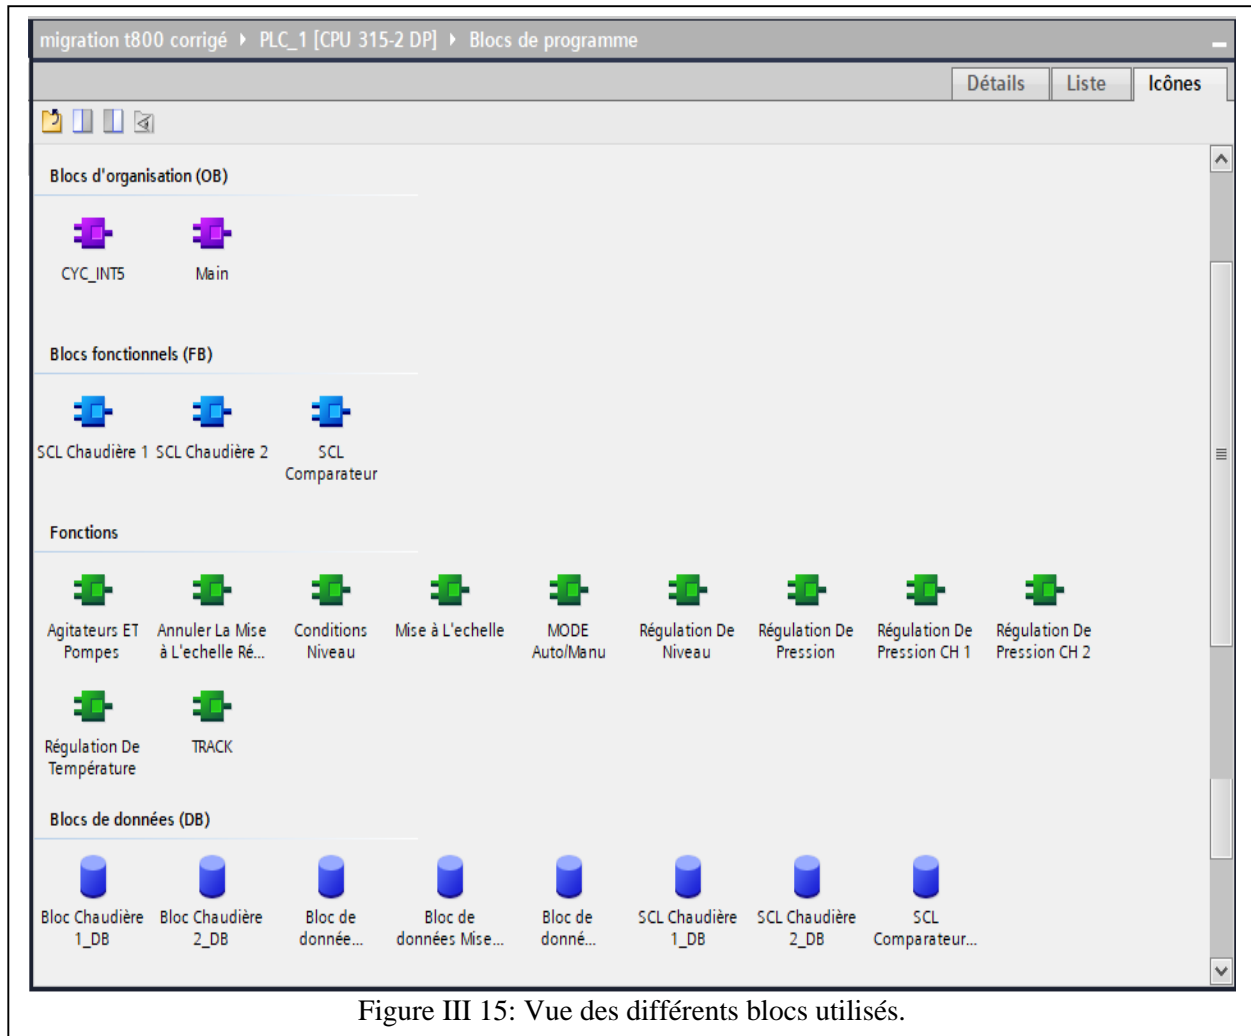 migration t800 corrigé ▸ PLC_1 [CPU 315-2 DP] ▸ Blocs de programme
Détails Liste Icônes
Blocs d'organisation (OB)
CYC_INT5 Main
Blocs fonctionnels (FB)
SCL Chaudière 1 SCL Chaudière 2 SCL
Comparateur
Fonctions
Agitateurs ET Annuler La Mise Conditions Mise à L'echelle MODE Régulation De Régulation De Régulation De Régulation De
Pompes à L'echelle Ré... Niveau Auto/Manu Niveau Pression Pression CH 1 Pression CH 2
Régulation De TRACK
Température
Blocs de données (DB)
Bloc Chaudière Bloc Chaudière Bloc de Bloc de Bloc de SCL Chaudière SCL Chaudière SCL
1_DB 2_DB donnée... données Mise... donné... 1_DB 2_DB Comparateur...
Figure III 15: Vue des différents blocs utilisés.